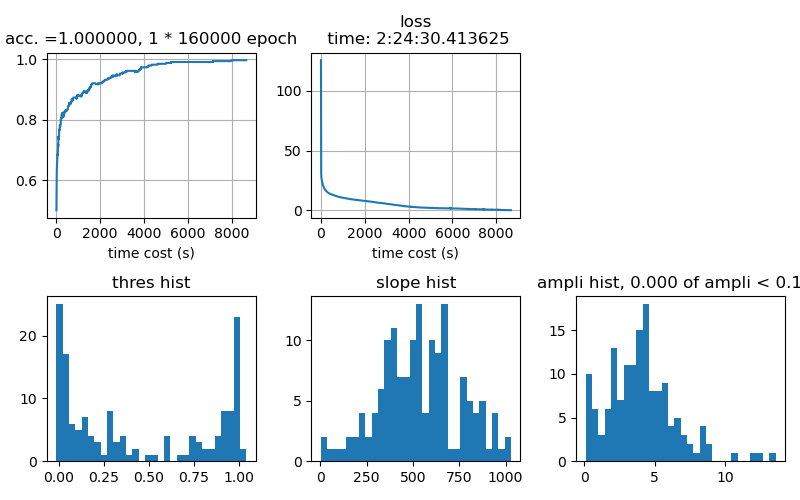 acc. =1.000000, 1 * 160000 epoch
1.0
0.8
0.6
0 2000 4000 6000 8000
time cost (s)
loss
time: 2:24:30.413625
100
50
0
0 2000 4000 6000 8000
time cost (s)
thres hist
20
10
0
0.00 0.25 0.50 0.75 1.00
slope hist
10
5
0
0 250 500 750 1000
ampli hist, 0.000 of ampli < 0.1
15
10
5
0
0 5 10